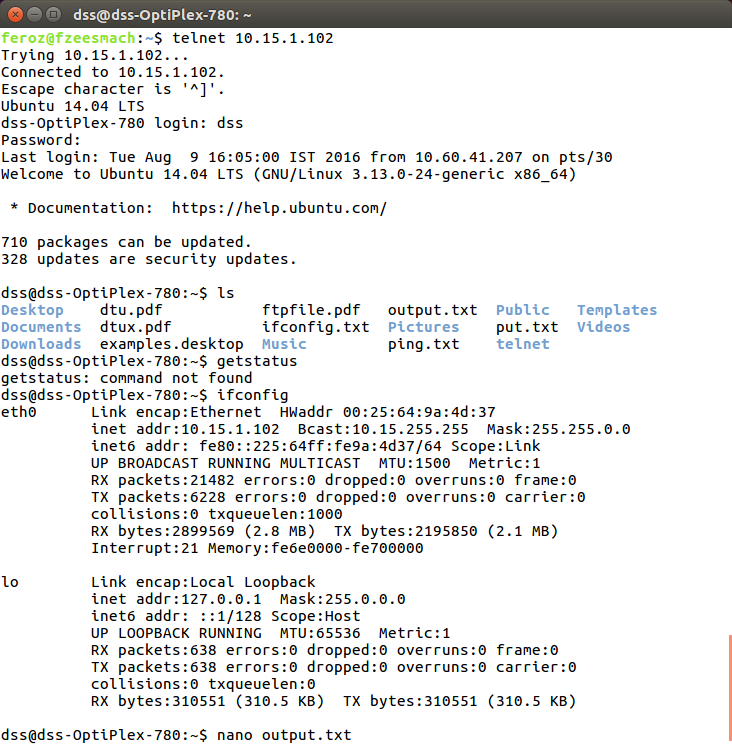 dss@dss-OptiPlex-780: ~
feroz@fzeesmach:~$ telnet 10.15.1.102
Trying 10.15.1.102...
Connected to 10.15.1.102.
Escape character is '^]'.
Ubuntu 14.04 LTS
dss-OptiPlex-780 login: dss
Password:
Last login: Tue Aug  9 16:05:00 IST 2016 from 10.60.41.207 on pts/30
Welcome to Ubuntu 14.04 LTS (GNU/Linux 3.13.0-24-generic x86_64)

 * Documentation:  https://help.ubuntu.com/

710 packages can be updated.
328 updates are security updates.

dss@dss-OptiPlex-780:~$ ls
Desktop    dtu.pdf           ftpfile.pdf   output.txt  Public   Templates
Documents  dtux.pdf          ifconfig.txt  Pictures    put.txt  Videos
Downloads  examples.desktop  Music         ping.txt    telnet
dss@dss-OptiPlex-780:~$ getstatus
getstatus: command not found
dss@dss-OptiPlex-780:~$ ifconfig
eth0      Link encap:Ethernet  HWaddr 00:25:64:9a:4d:37
          inet addr:10.15.1.102  Bcast:10.15.255.255  Mask:255.255.0.0
          inet6 addr: fe80::225:64ff:fe9a:4d37/64 Scope:Link
          UP BROADCAST RUNNING MULTICAST  MTU:1500  Metric:1
          RX packets:21482 errors:0 dropped:0 overruns:0 frame:0
          TX packets:6228 errors:0 dropped:0 overruns:0 carrier:0
          collisions:0 txqueuelen:1000
          RX bytes:2899569 (2.8 MB)  TX bytes:2195850 (2.1 MB)
          Interrupt:21 Memory:fe6e0000-fe700000

lo        Link encap:Local Loopback
          inet addr:127.0.0.1  Mask:255.0.0.0
          inet6 addr: ::1/128 Scope:Host
          UP LOOPBACK RUNNING  MTU:65536  Metric:1
          RX packets:638 errors:0 dropped:0 overruns:0 frame:0
          TX packets:638 errors:0 dropped:0 overruns:0 carrier:0
          collisions:0 txqueuelen:0
          RX bytes:310551 (310.5 KB)  TX bytes:310551 (310.5 KB)

dss@dss-OptiPlex-780:~$ nano output.txt